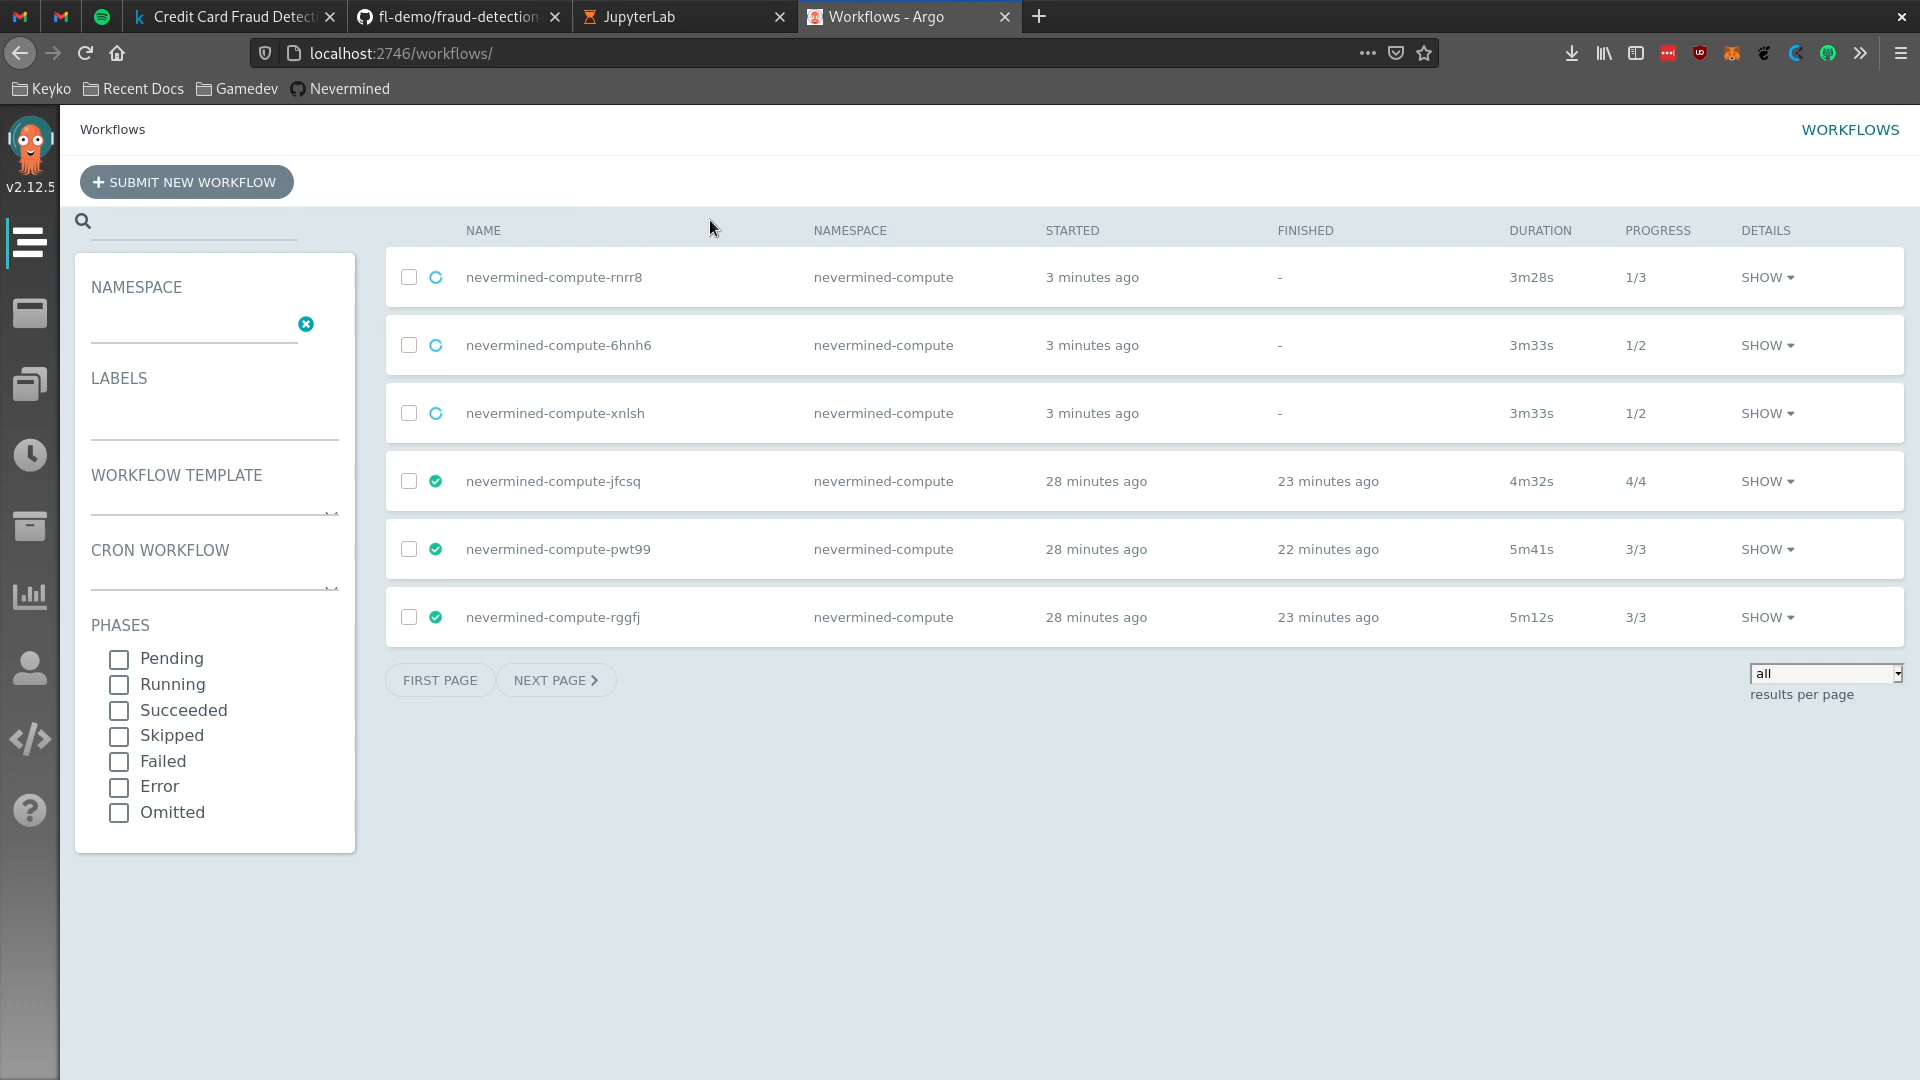 Credit Card Fraud Detect
fl-demo/fraud-detection-
JupyterLab
Workflows - Argo
localhost:2746/workflows/
Keyko
Recent Docs
Gamedev
Nevermined
v2.12.5
Workflows
WORKFLOWS
SUBMIT NEW WORKFLOW
NAMESPACE
LABELS
WORKFLOW TEMPLATE
CRON WORKFLOW
PHASES
Pending
Running
Succeeded
Skipped
Failed
Error
Omitted
NAME NAMESPACE STARTED FINISHED DURATION PROGRESS DETAILS
nevermined-compute-rnrr8 nevermined-compute 3 minutes ago - 3m28s 1/3 SHOW
nevermined-compute-6hnh6 nevermined-compute 3 minutes ago - 3m33s 1/2 SHOW
nevermined-compute-xnlsh nevermined-compute 3 minutes ago - 3m33s 1/2 SHOW
nevermined-compute-jfcsq nevermined-compute 28 minutes ago 23 minutes ago 4m32s 4/4 SHOW
nevermined-compute-pwt99 nevermined-compute 28 minutes ago 22 minutes ago 5m41s 3/3 SHOW
nevermined-compute-rggfj nevermined-compute 28 minutes ago 23 minutes ago 5m12s 3/3 SHOW
FIRST PAGE NEXT PAGE
all
results per page